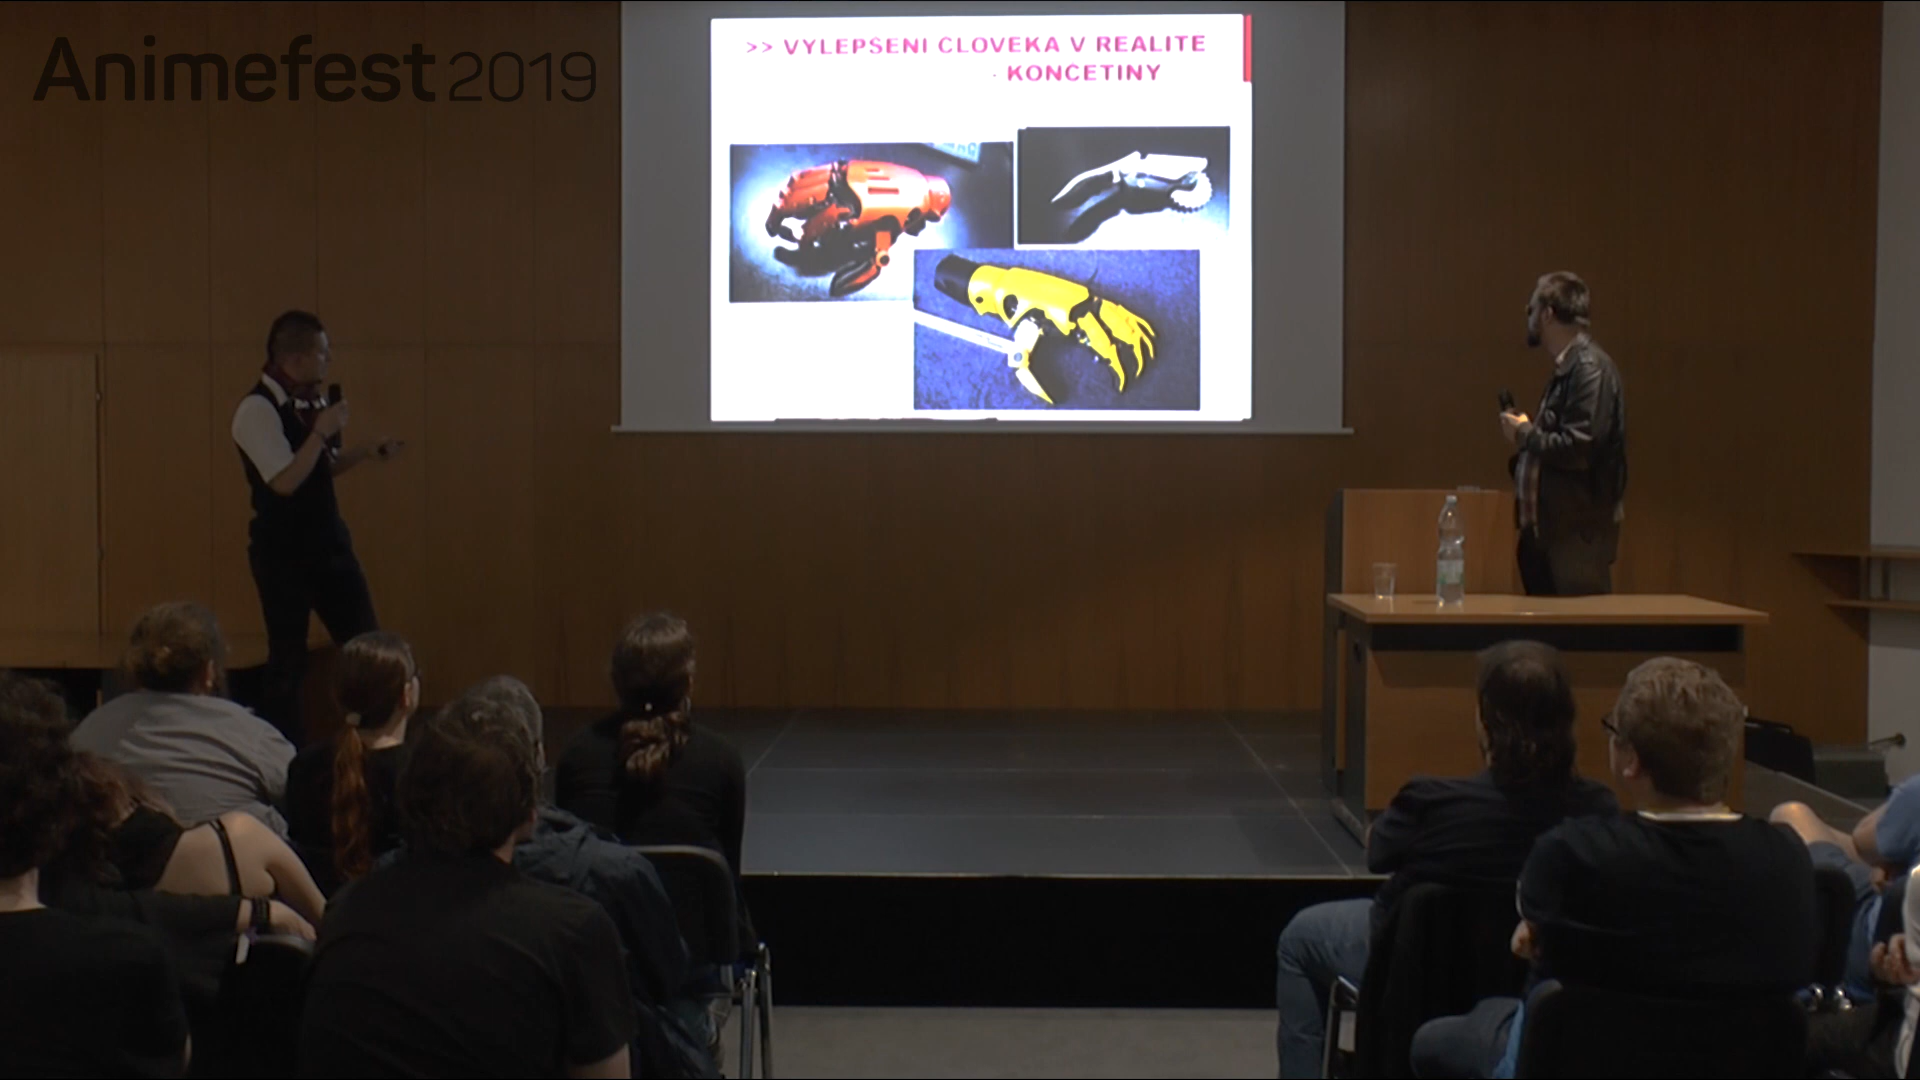 Animefest 2019
>> VYLEPSENI CLOVEKA V REALITE
- KONCETINY